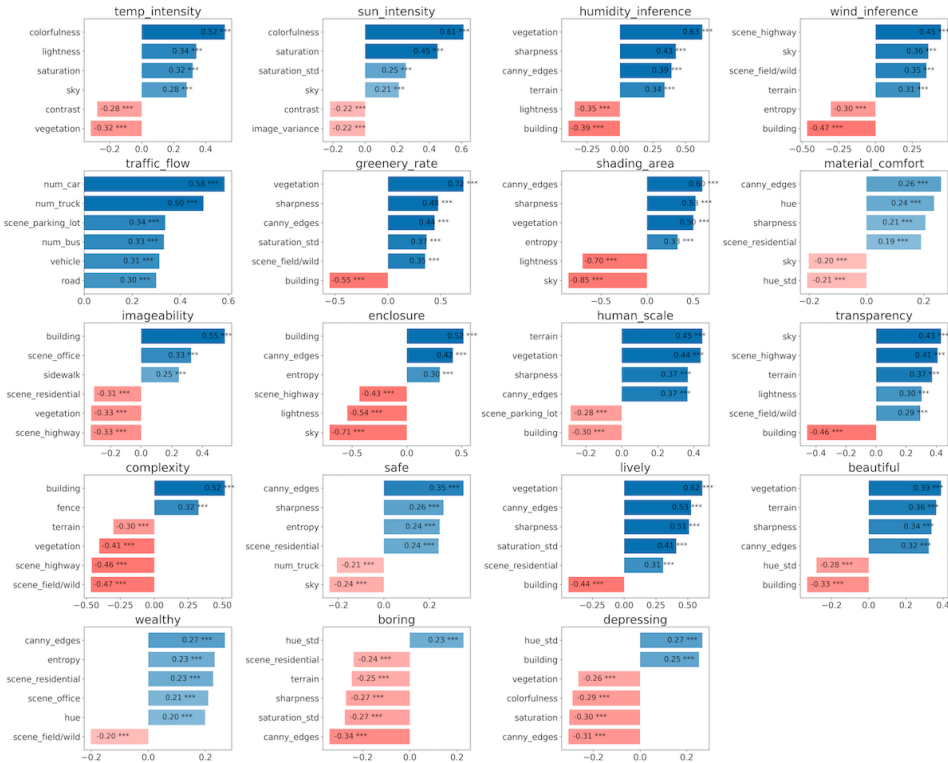 temp_intensity
colorfulness 0.52 ***
lightness 0.34 ***
saturation 0.32 ***
sky 0.28 ***
contrast -0.28 ***
vegetation -0.32 ***
−0.2 0.0 0.2 0.4
sun_intensity
colorfulness 0.61 ***
saturation 0.45 ***
saturation_std 0.25 ***
sky 0.21 ***
contrast -0.22 ***
image_variance -0.22 ***
−0.2 0.0 0.2 0.4 0.6
humidity_inference
vegetation 0.63 ***
sharpness 0.43 ***
canny_edges 0.39 ***
terrain 0.34 ***
lightness -0.35 ***
building -0.39 ***
−0.25 0.00 0.25 0.50
wind_inference
scene_highway 0.45 ***
sky 0.36 ***
scene_field/wild 0.35 ***
terrain 0.31 ***
entropy -0.30 ***
building -0.47 ***
−0.50 −0.25 0.00 0.25
traffic_flow
num_car 0.58 ***
num_truck 0.50 ***
scene_parking_lot 0.34 ***
num_bus 0.33 ***
vehicle 0.31 ***
road 0.30 ***
0.0 0.2 0.4 0.6
greenery_rate
vegetation 0.72 ***
sharpness 0.48 ***
canny_edges 0.44 ***
saturation_std 0.37 ***
scene_field/wild 0.35 ***
building -0.55 ***
−0.5 0.0 0.5
shading_area
canny_edges 0.60 ***
sharpness 0.53 ***
vegetation 0.50 ***
entropy 0.33 ***
lightness -0.70 ***
sky -0.85 ***
−0.5 0.0 0.5
material_comfort
canny_edges 0.26 ***
hue 0.24 ***
sharpness 0.21 ***
scene_residential 0.19 ***
sky -0.20 ***
hue_std -0.21 ***
−0.2 0.0 0.2
imageability
building 0.55 ***
scene_office 0.33 ***
sidewalk 0.25 ***
scene_residential -0.31 ***
vegetation -0.33 ***
scene_highway -0.33 ***
−0.2 0.0 0.2 0.4
enclosure
building 0.52 ***
canny_edges 0.42 ***
entropy 0.30 ***
scene_highway -0.43 ***
lightness -0.54 ***
sky -0.71 ***
−0.5 0.0 0.5
human_scale
terrain 0.45 ***
vegetation 0.44 ***
sharpness 0.37 ***
canny_edges 0.37 ***
scene_parking_lot -0.28 ***
building -0.30 ***
−0.2 0.0 0.2 0.4
transparency
sky 0.43 ***
scene_highway 0.41 ***
terrain 0.37 ***
lightness 0.30 ***
scene_field/wild 0.29 ***
building -0.46 ***
−0.4 −0.2 0.0 0.2 0.4
complexity
building 0.52 ***
fence 0.32 ***
terrain -0.30 ***
vegetation -0.41 ***
scene_highway -0.46 ***
scene_field/wild -0.47 ***
−0.50 −0.25 0.00 0.25 0.50
safe
canny_edges 0.35 ***
sharpness 0.26 ***
entropy 0.24 ***
scene_residential 0.24 ***
num_truck -0.21 ***
sky -0.24 ***
−0.2 0.0 0.2
lively
vegetation 0.62 ***
canny_edges 0.53 ***
sharpness 0.51 ***
saturation_std 0.41 ***
scene_residential 0.31 ***
building -0.44 ***
−0.25 0.00 0.25 0.50
beautiful
vegetation 0.39 ***
terrain 0.36 ***
sharpness 0.34 ***
canny_edges 0.32 ***
hue_std -0.28 ***
building -0.33 ***
−0.2 0.0 0.2 0.4
wealthy
canny_edges 0.27 ***
entropy 0.23 ***
scene_residential 0.23 ***
scene_office 0.21 ***
hue 0.20 ***
scene_field/wild -0.20 ***
−0.2 0.0 0.2
boring
hue_std 0.23 ***
scene_residential -0.24 ***
terrain -0.25 ***
sharpness -0.27 ***
saturation_std -0.27 ***
canny_edges -0.34 ***
−0.2 0.0 0.2
depressing
hue_std 0.27 ***
building 0.25 ***
vegetation -0.26 ***
colorfulness -0.29 ***
saturation -0.30 ***
canny_edges -0.31 ***
−0.2 0.0 0.2